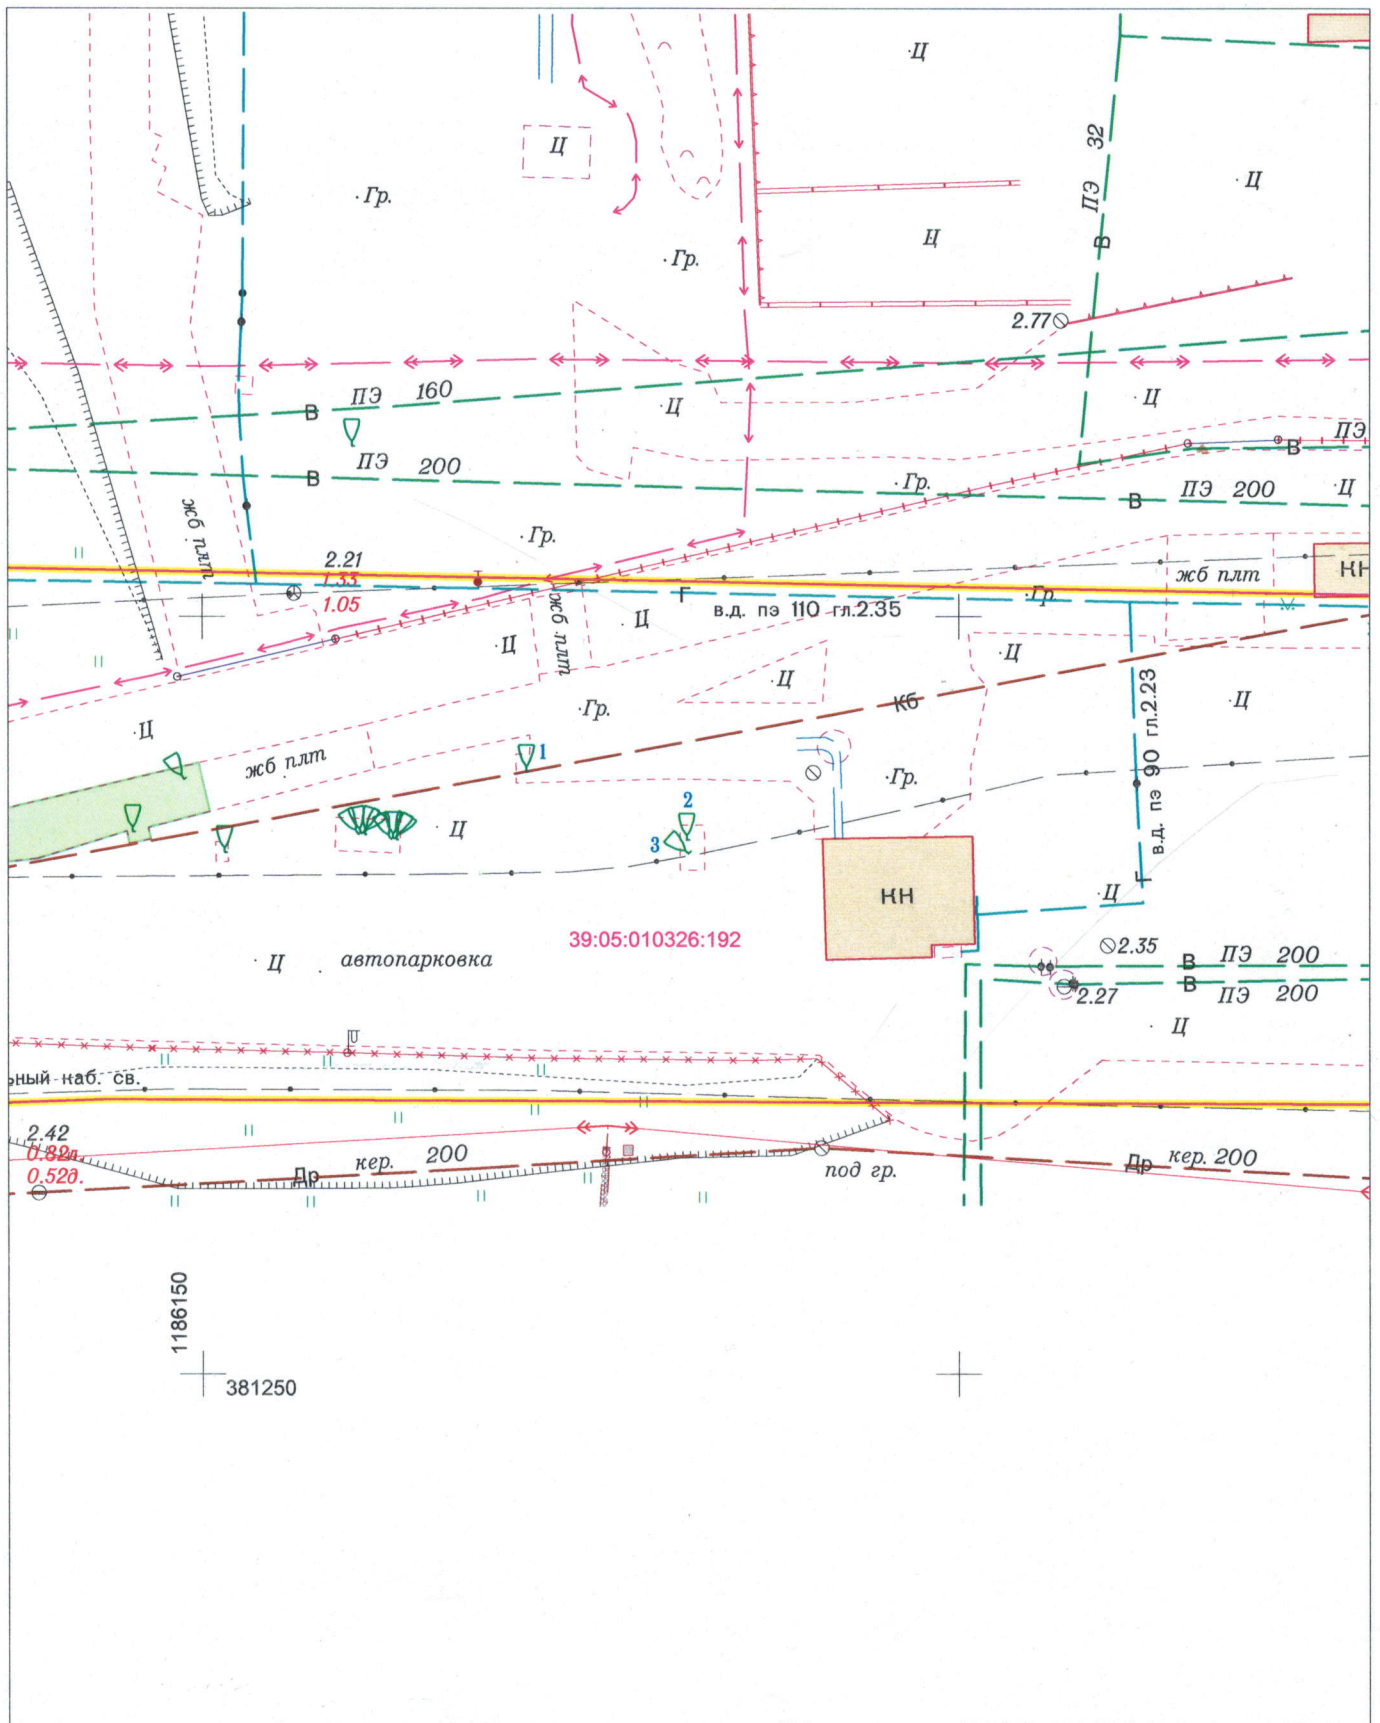 Ц
Ц
ПЭ 32
Ц
Гр.
Ц
В
Гр.
2.77
ПЭ 160
В
Ц
Ц
ПЭ
В
ПЭ 200
В
Гр.
ПЭ 200
Ц
В
жб плт
Гр.
2.21
1.33
1.05
жб плт
КН
Г
в.д. пэ 110 гл.2.35
Гр.
жб плт
Ц
Ц
Ц
Ц
Кб
Ц
Гр.
Ц
в.д. пэ 90 гл.2.23
Г
1
жб плт
Гр.
2
3
Ц
КН
Ц
39:05:010326:192
2.35
В ПЭ 200
Ц автопарковка
В ПЭ 200
2.27
Ц
ьный каб. св.
2.42
0.82л
0.52д.
Др кер. 200
под гр.
Др кер. 200
1186150
381250